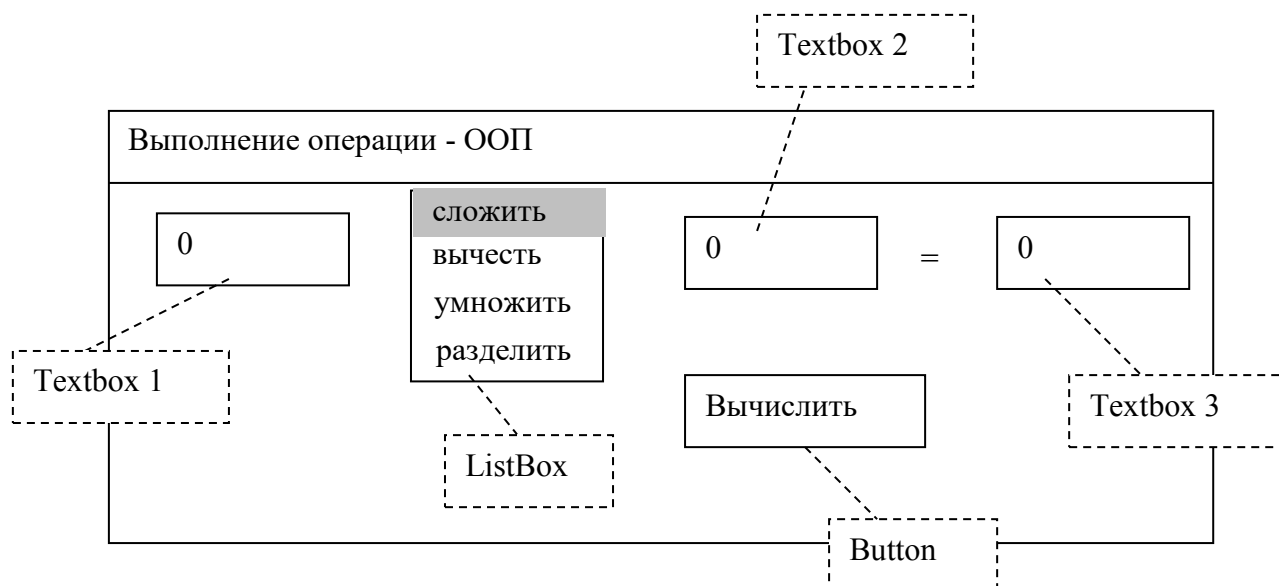 Textbox 2
Выполнение операции - ООП
0
сложить
вычесть
умножить
разделить
0
=
0
Textbox 1
Вычислить
Textbox 3
ListBox
Button